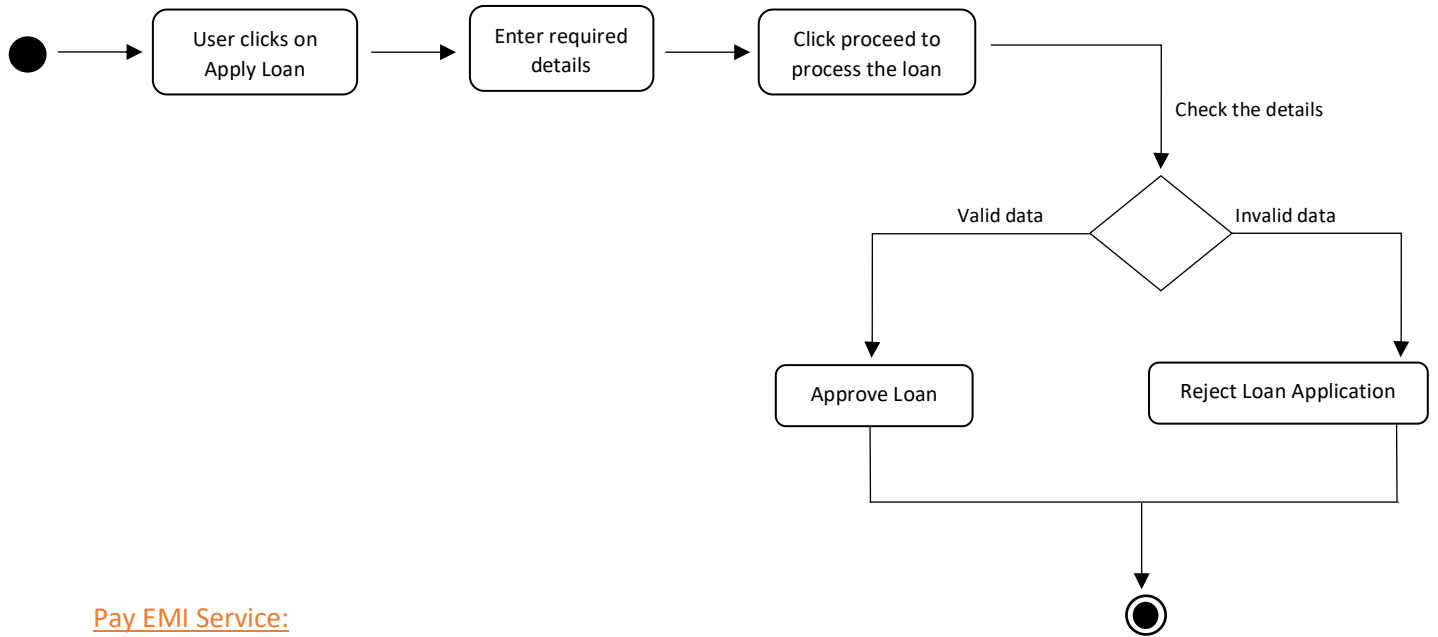 User clicks on
Apply Loan
Enter required
details
Click proceed to
process the loan
Check the details
Valid data
Invalid data
Approve Loan
Reject Loan Application
Pay EMI Service: